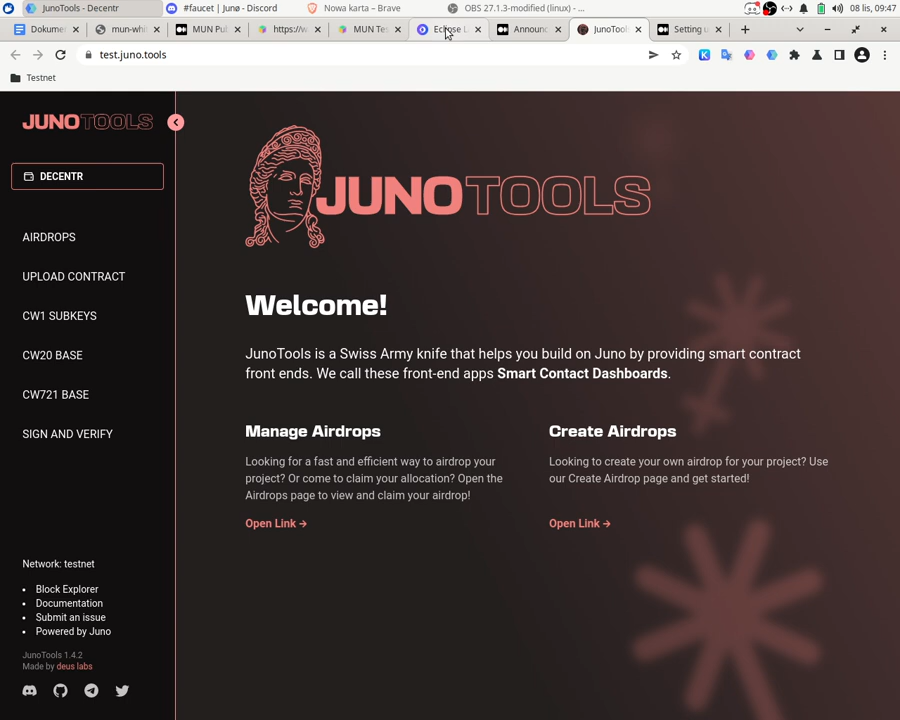 JunoTools - Decentr
#faucet | Junø - Discord
Nowa karta – Brave
OBS 27.1.3-modified (linux) - ...
08 lis, 09:47
Dokumen
mun-whi
MUN Pu
https://w
MUN Tes
Eclipse L
Announc
JunoTool
Setting u
test.juno.tools
Testnet
JUNOTOOLS
DECENTR
AIRDROPS
UPLOAD CONTRACT
CW1 SUBKEYS
CW20 BASE
CW721 BASE
SIGN AND VERIFY
Network: testnet
Block Explorer
Documentation
Submit an issue
Powered by Juno
JunoTools 1.4.2
Made by deus labs
JUNOTOOLS
Welcome!
JunoTools is a Swiss Army knife that helps you build on Juno by providing smart contract
front ends. We call these front-end apps Smart Contact Dashboards.
Manage Airdrops
Looking for a fast and efficient way to airdrop your
project? Or come to claim your allocation? Open the
Airdrops page to view and claim your airdrop!
Open Link →
Create Airdrops
Looking to create your own airdrop for your project? Use
our Create Airdrop page and get started!
Open Link →